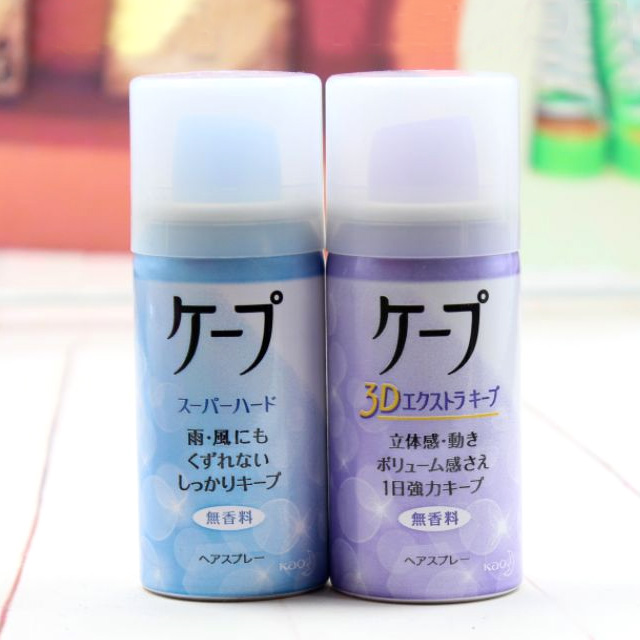 ケープ
スーパーハード
雨・風にも
くずれない
しっかりキープ
無香料
ヘアスプレー
Kao
ケープ
3Dエクストラキープ
立体感・動き
ボリューム感さえ
1日強力キープ
無香料
ヘアスプレー
Kao